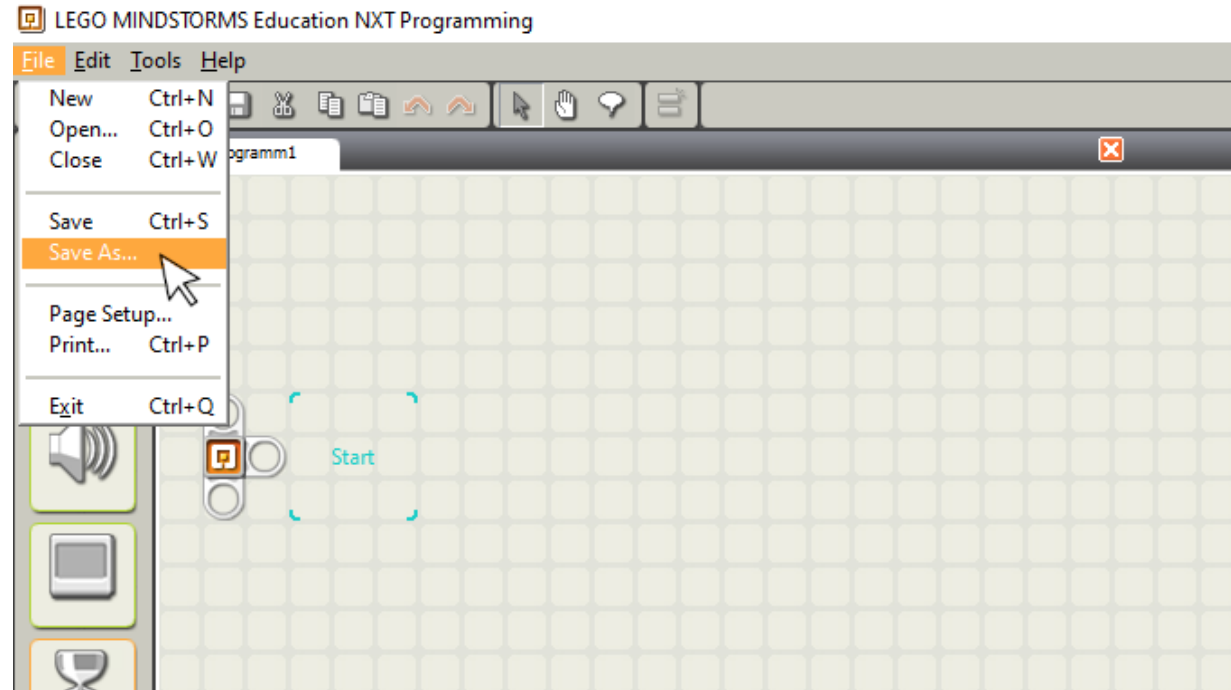 LEGO MINDSTORMS Education NXT Programming
File Edit Tools Help
New Ctrl+N
Open... Ctrl+O
Close Ctrl+W
ogramm1
Save Ctrl+S
Save As...
Page Setup...
Print... Ctrl+P
Exit Ctrl+Q
Start